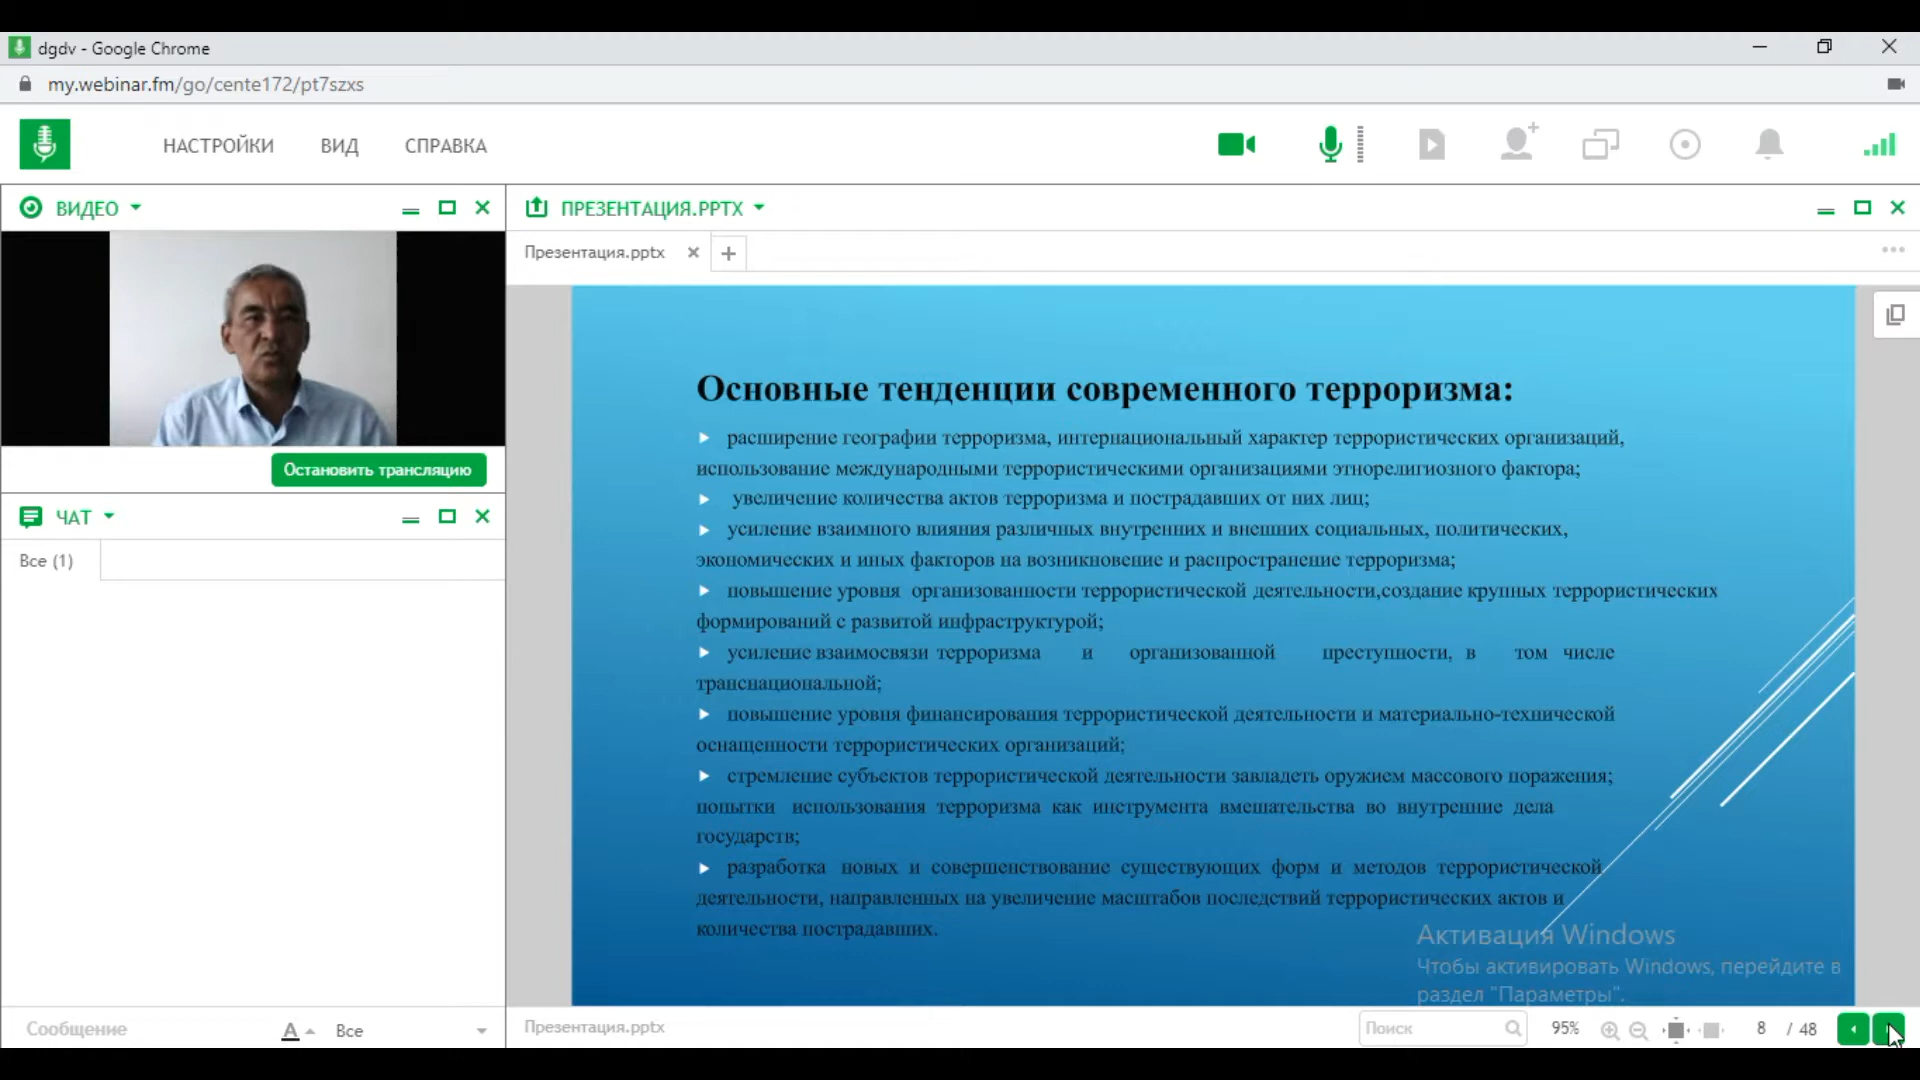 dgdv - Google Chrome
my.webinar.fm/go/cente172/pt7szxs
НАСТРОЙКИ ВИД СПРАВКА
ВИДЕО
Остановить трансляцию
ЧАТ
Все (1)
Сообщение
А Все
ПРЕЗЕНТАЦИЯ.PPTX
Презентация.pptx
Основные тенденции современного терроризма:
расширение географии терроризма, интернациональный характер террористических организаций,
использование международными террористическими организациями этнорелигиозного фактора;
увеличение количества актов терроризма и пострадавших от них лиц;
усиление взаимного влияния различных внутренних и внешних социальных, политических,
экономических и иных факторов на возникновение и распространение терроризма;
повышение уровня организованности террористической деятельности,создание крупных террористических
формирований с развитой инфраструктурой;
усиление взаимосвязи терроризма и организованной преступности, в том числе
транснациональной;
повышение уровня финансирования террористической деятельности и материально-технической
оснащенности террористических организаций;
стремление субъектов террористической деятельности завладеть оружием массового поражения;
попытки использования терроризма как инструмента вмешательства во внутренние дела
государств;
разработка новых и совершенствование существующих форм и методов террористической
деятельности, направленных на увеличение масштабов последствий террористических актов и
количества пострадавших.
Активация Windows
Чтобы активировать Windows, перейдите в
раздел "Параметры".
Презентация.pptx
Поиск 95% 8 / 48